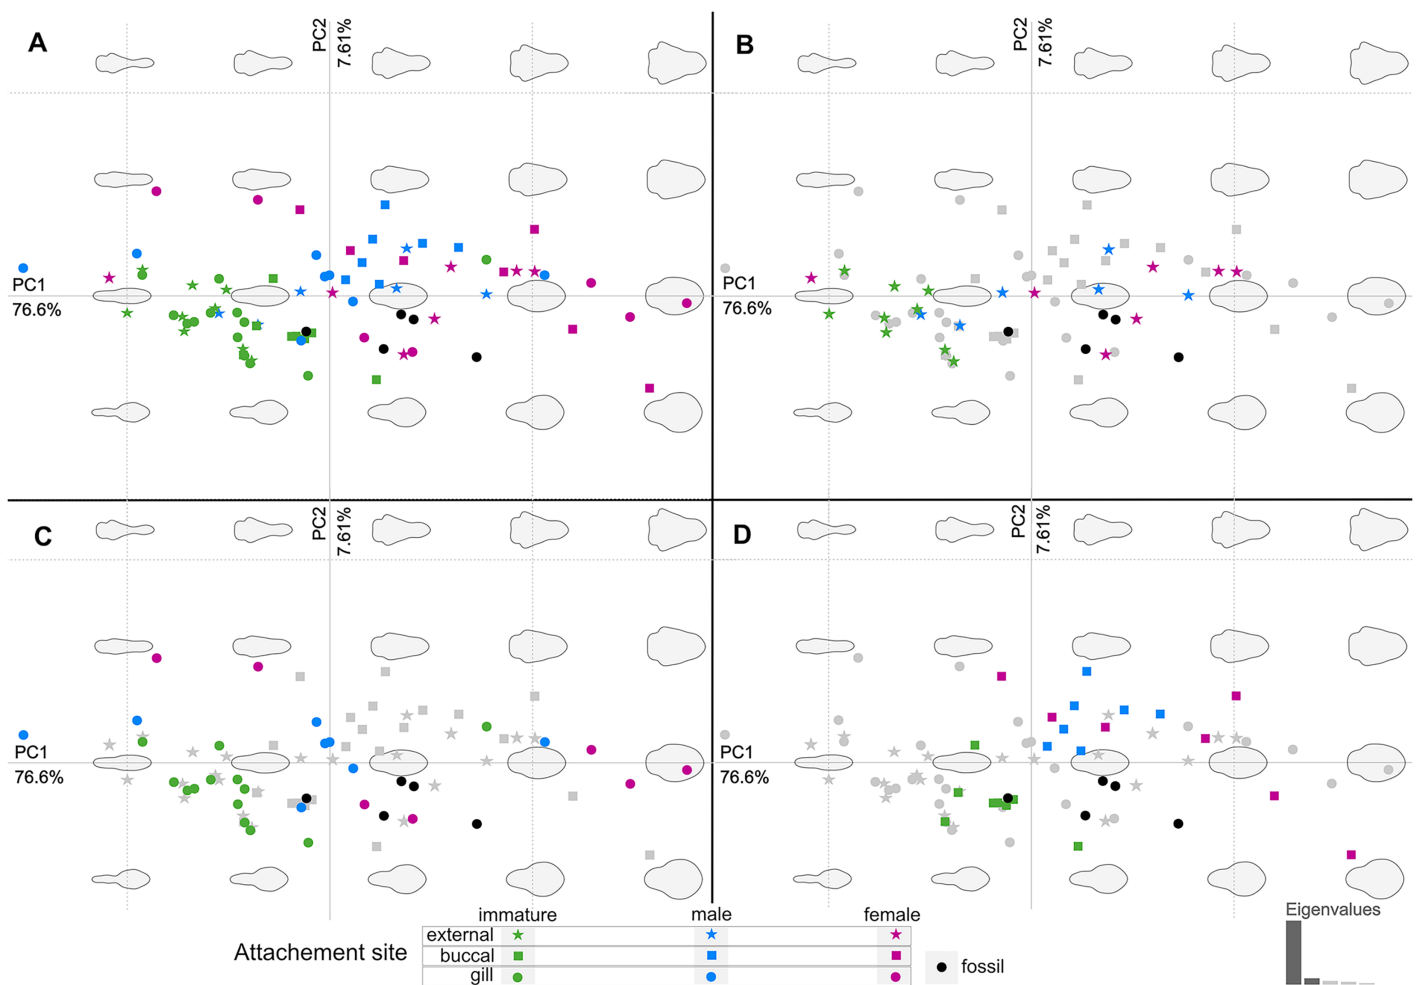 A
PC2
7.61%
B
PC2
7.61%
PC1
76.6%
PC1
76.6%
C
PC2
7.61%
D
PC2
7.61%
PC1
76.6%
PC1
76.6%
immature
male
female
Eigenvalues
Attachement site
external
buccal
gill
fossil